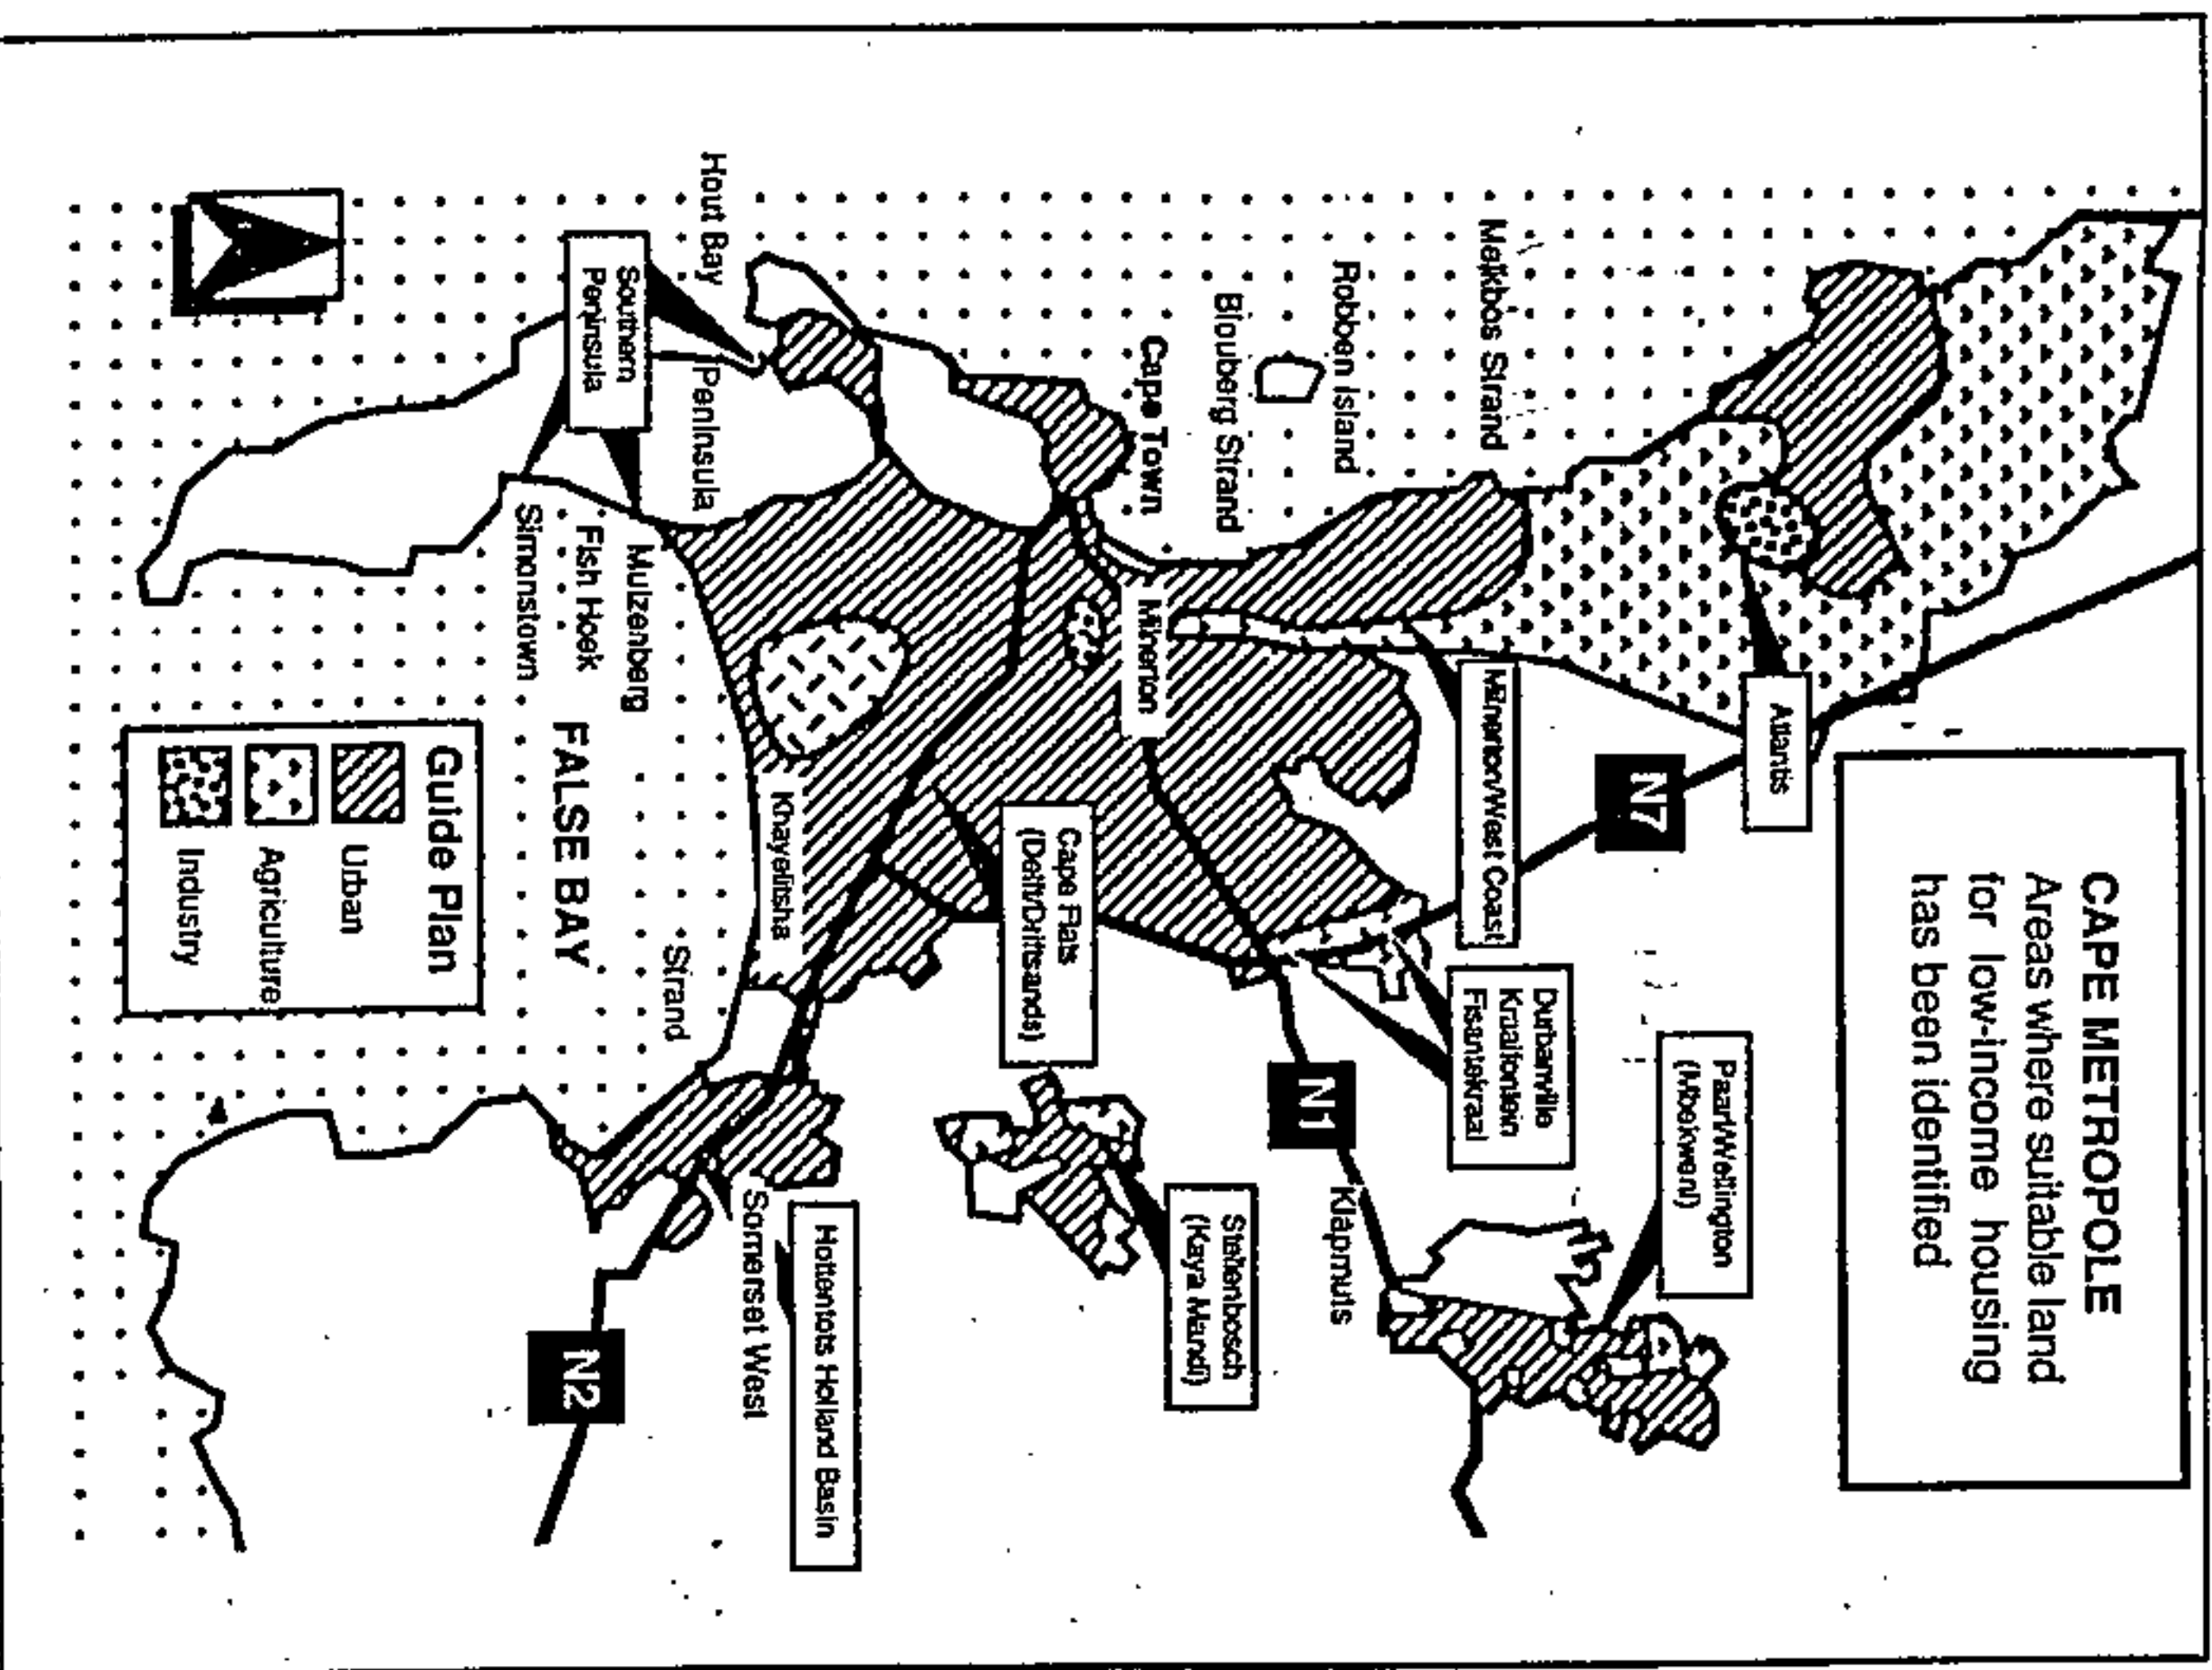 CAPE METROPOLE
Areas where suitable land
for low-income housing
has been identified
Atlantis
N7
Paarl/Wellington
(Mbekweni)
Melkbos Strand
Milnerton/West Coast
Durbanville
Kraaifontein
Fisantekraal
Robben Island
Blouberg Strand
N1
Klapmuts
Cape Town
Milnerton
Stellenbosch
(Kaya Mandi)
Cape Flats
(Delft/Driftsands)
Hottentots Holland Basin
Khayelitsha
Somerset West
Hout Bay
Peninsula
Southern
Peninsula
Strand
Muizenberg
Fish Hoek
Simonstown
FALSE BAY
N2
Guide Plan
Urban
Agriculture
Industry